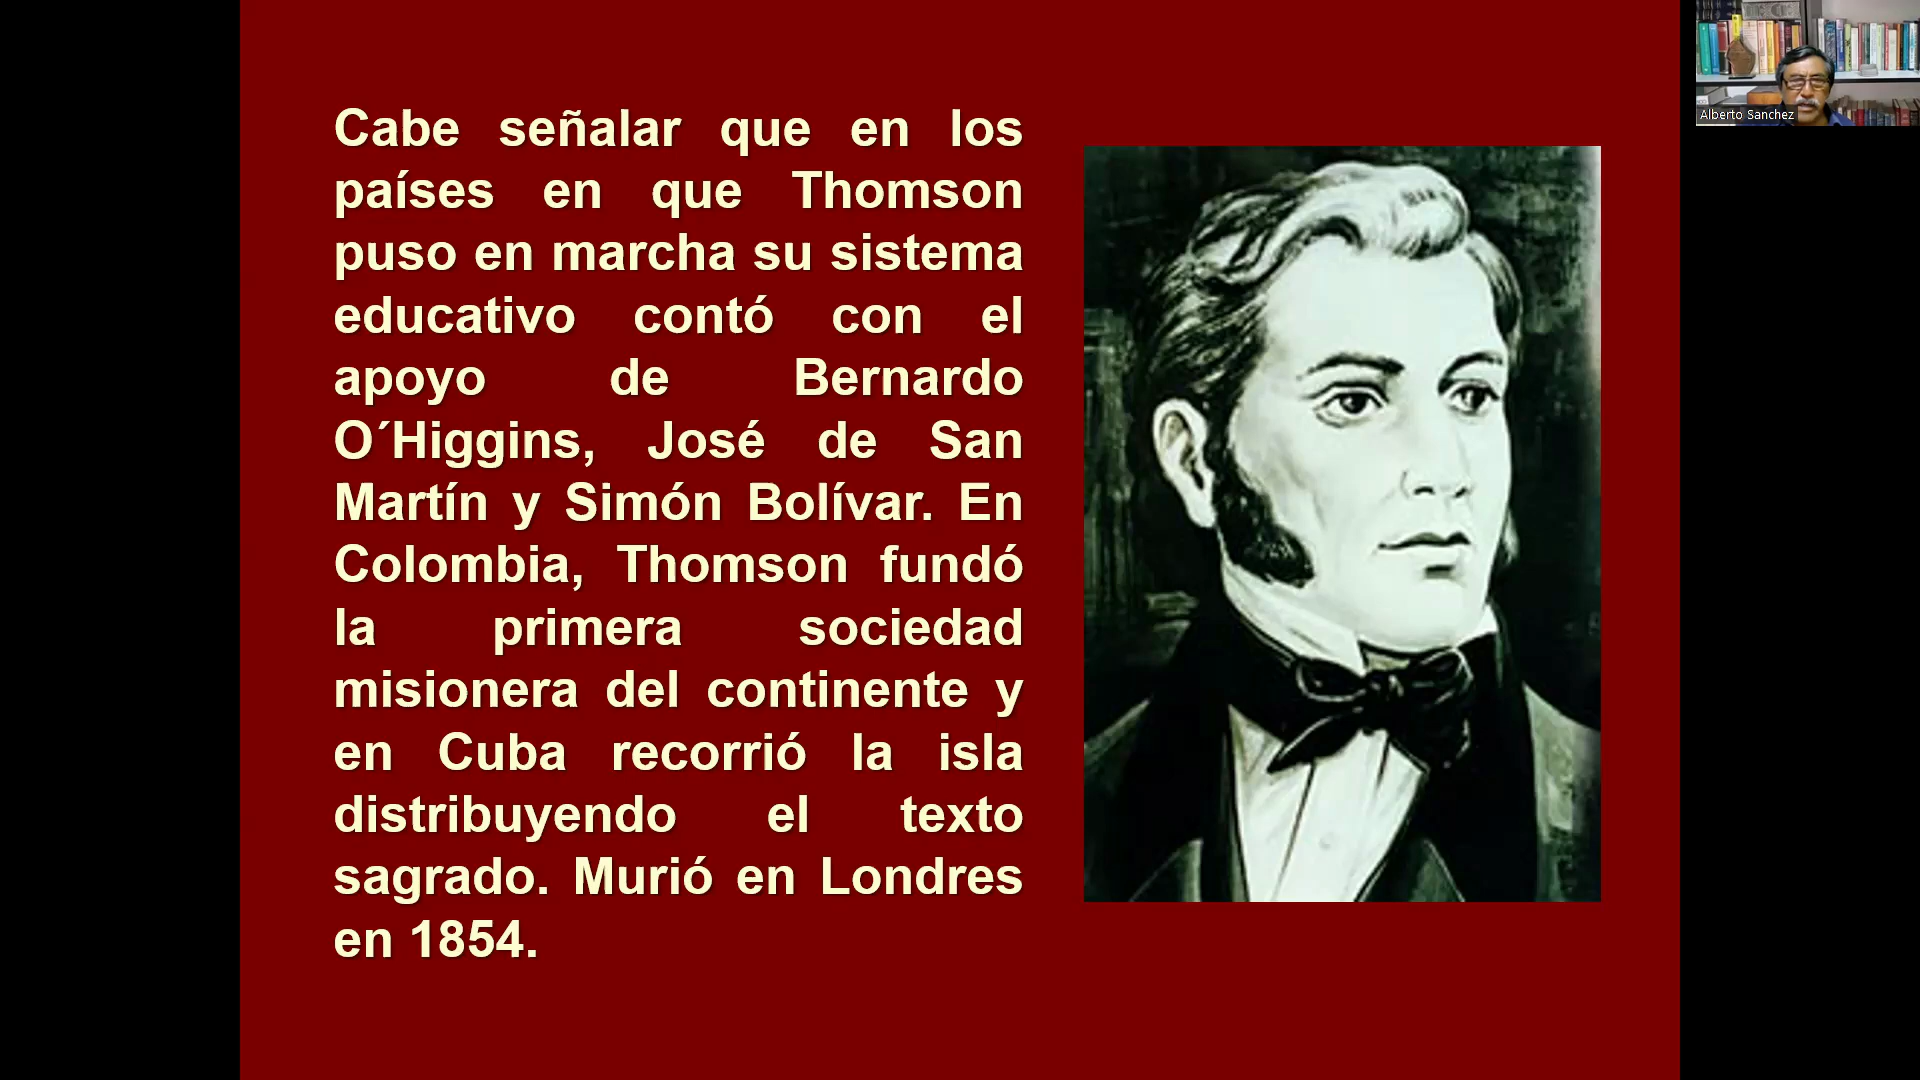 Cabe señalar que en los
países en que Thomson
puso en marcha su sistema
educativo contó con el
apoyo de Bernardo
O´Higgins, José de San
Martín y Simón Bolívar. En
Colombia, Thomson fundó
la primera sociedad
misionera del continente y
en Cuba recorrió la isla
distribuyendo el texto
sagrado. Murió en Londres
en 1854.
Alberto Sanchez